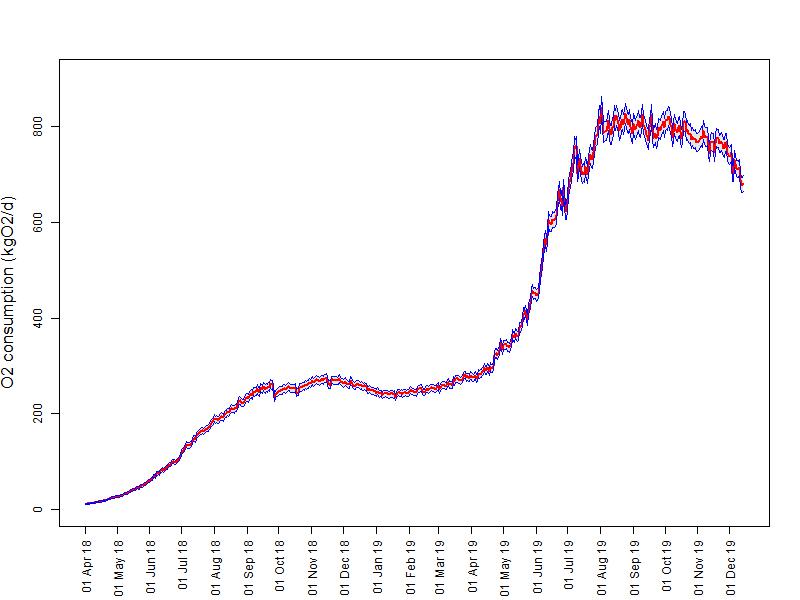 O2 consumption (kgO2/d)
800
600
400
200
0
01 Apr 18
01 May 18
01 Jun 18
01 Jul 18
01 Aug 18
01 Sep 18
01 Oct 18
01 Nov 18
01 Dec 18
01 Jan 19
01 Feb 19
01 Mar 19
01 Apr 19
01 May 19
01 Jun 19
01 Jul 19
01 Aug 19
01 Sep 19
01 Oct 19
01 Nov 19
01 Dec 19